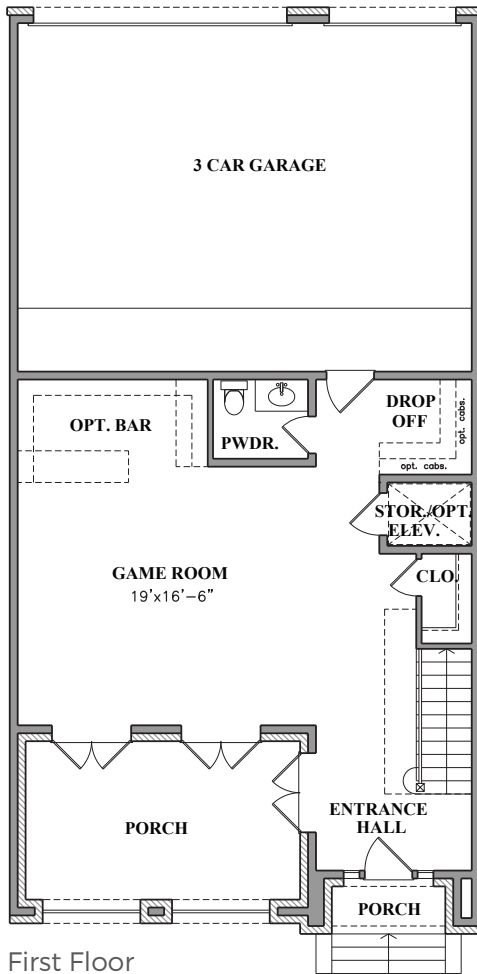 3 CAR GARAGE
OPT. BAR
PWDR.
DROP
OFF
opt. cabs.
opt. cabs.
STOR./OPT.
ELEV.
GAME ROOM
19'x16'-6"
CLO.
PORCH
ENTRANCE
HALL
PORCH
First Floor